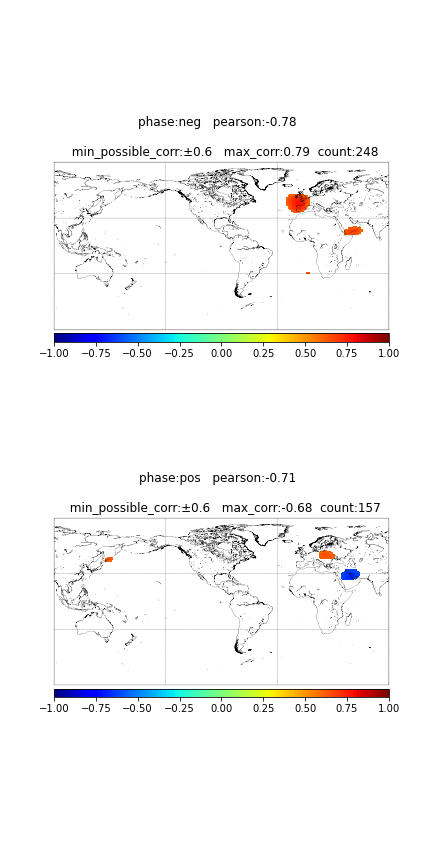 phase:neg   pearson:-0.78
min_possible_corr:±0.6   max_corr:0.79  count:248
−1.00 −0.75 −0.50 −0.25 0.00 0.25 0.50 0.75 1.00
phase:pos   pearson:-0.71
min_possible_corr:±0.6   max_corr:-0.68  count:157
−1.00 −0.75 −0.50 −0.25 0.00 0.25 0.50 0.75 1.00